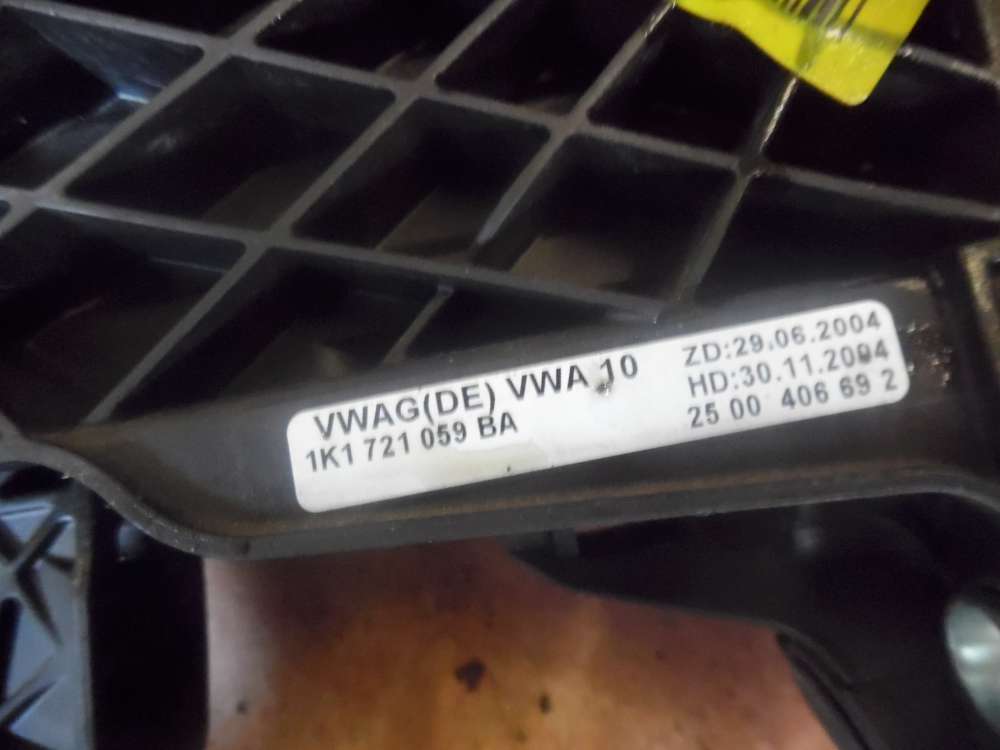 VWAG(DE) VWA 10
1K1 721 059 BA
ZD:29.06.2004
HD:30.11.2004
25 00 406 69 2